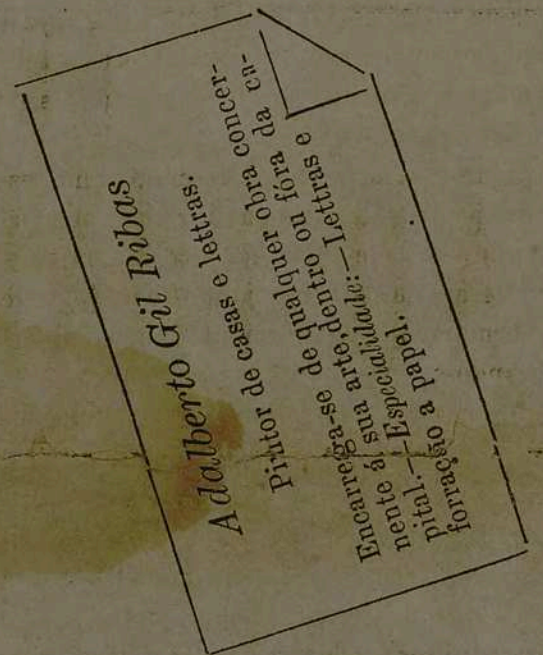 Adalberto Gil Ribas
Pintor de casas e lettras.
Encarrega-se de qualquer obra concer-
nente á sua arte, dentro ou fóra da ca-
pital.—Especialidade:—Lettras e
forração a papel.